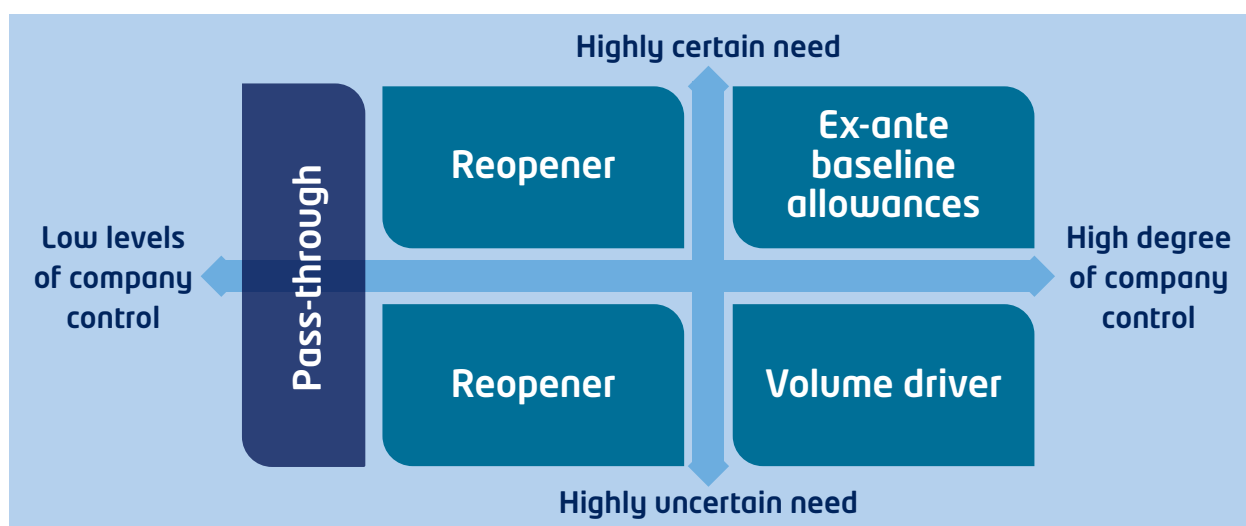 Highly certain need
Pass-through
Reopener
Ex-ante
baseline
allowances
Low levels
of company
control
High degree
of company
control
Reopener
Volume driver
Highly uncertain need